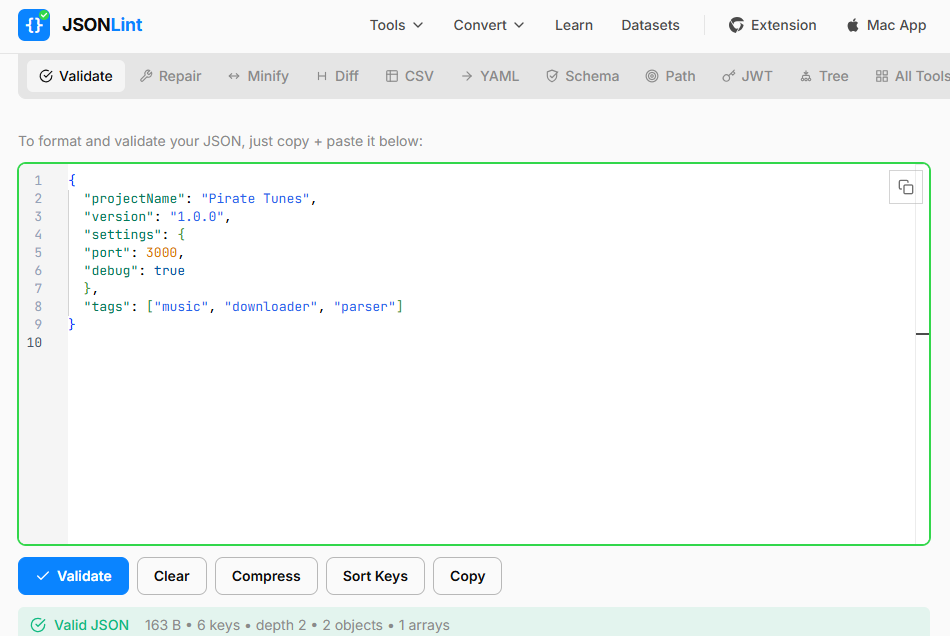 {} JSONLint Tools Convert Learn Datasets Extension Mac App
Validate Repair Minify Diff CSV YAML Schema Path JWT Tree All Tools
To format and validate your JSON, just copy + paste it below:
1 {
2 "projectName": "Pirate Tunes",
3 "version": "1.0.0",
4 "settings": {
5 "port": 3000,
6 "debug": true
7 },
8 "tags": ["music", "downloader", "parser"]
9 }
10
Validate Clear Compress Sort Keys Copy
Valid JSON 163 B • 6 keys • depth 2 • 2 objects • 1 arrays